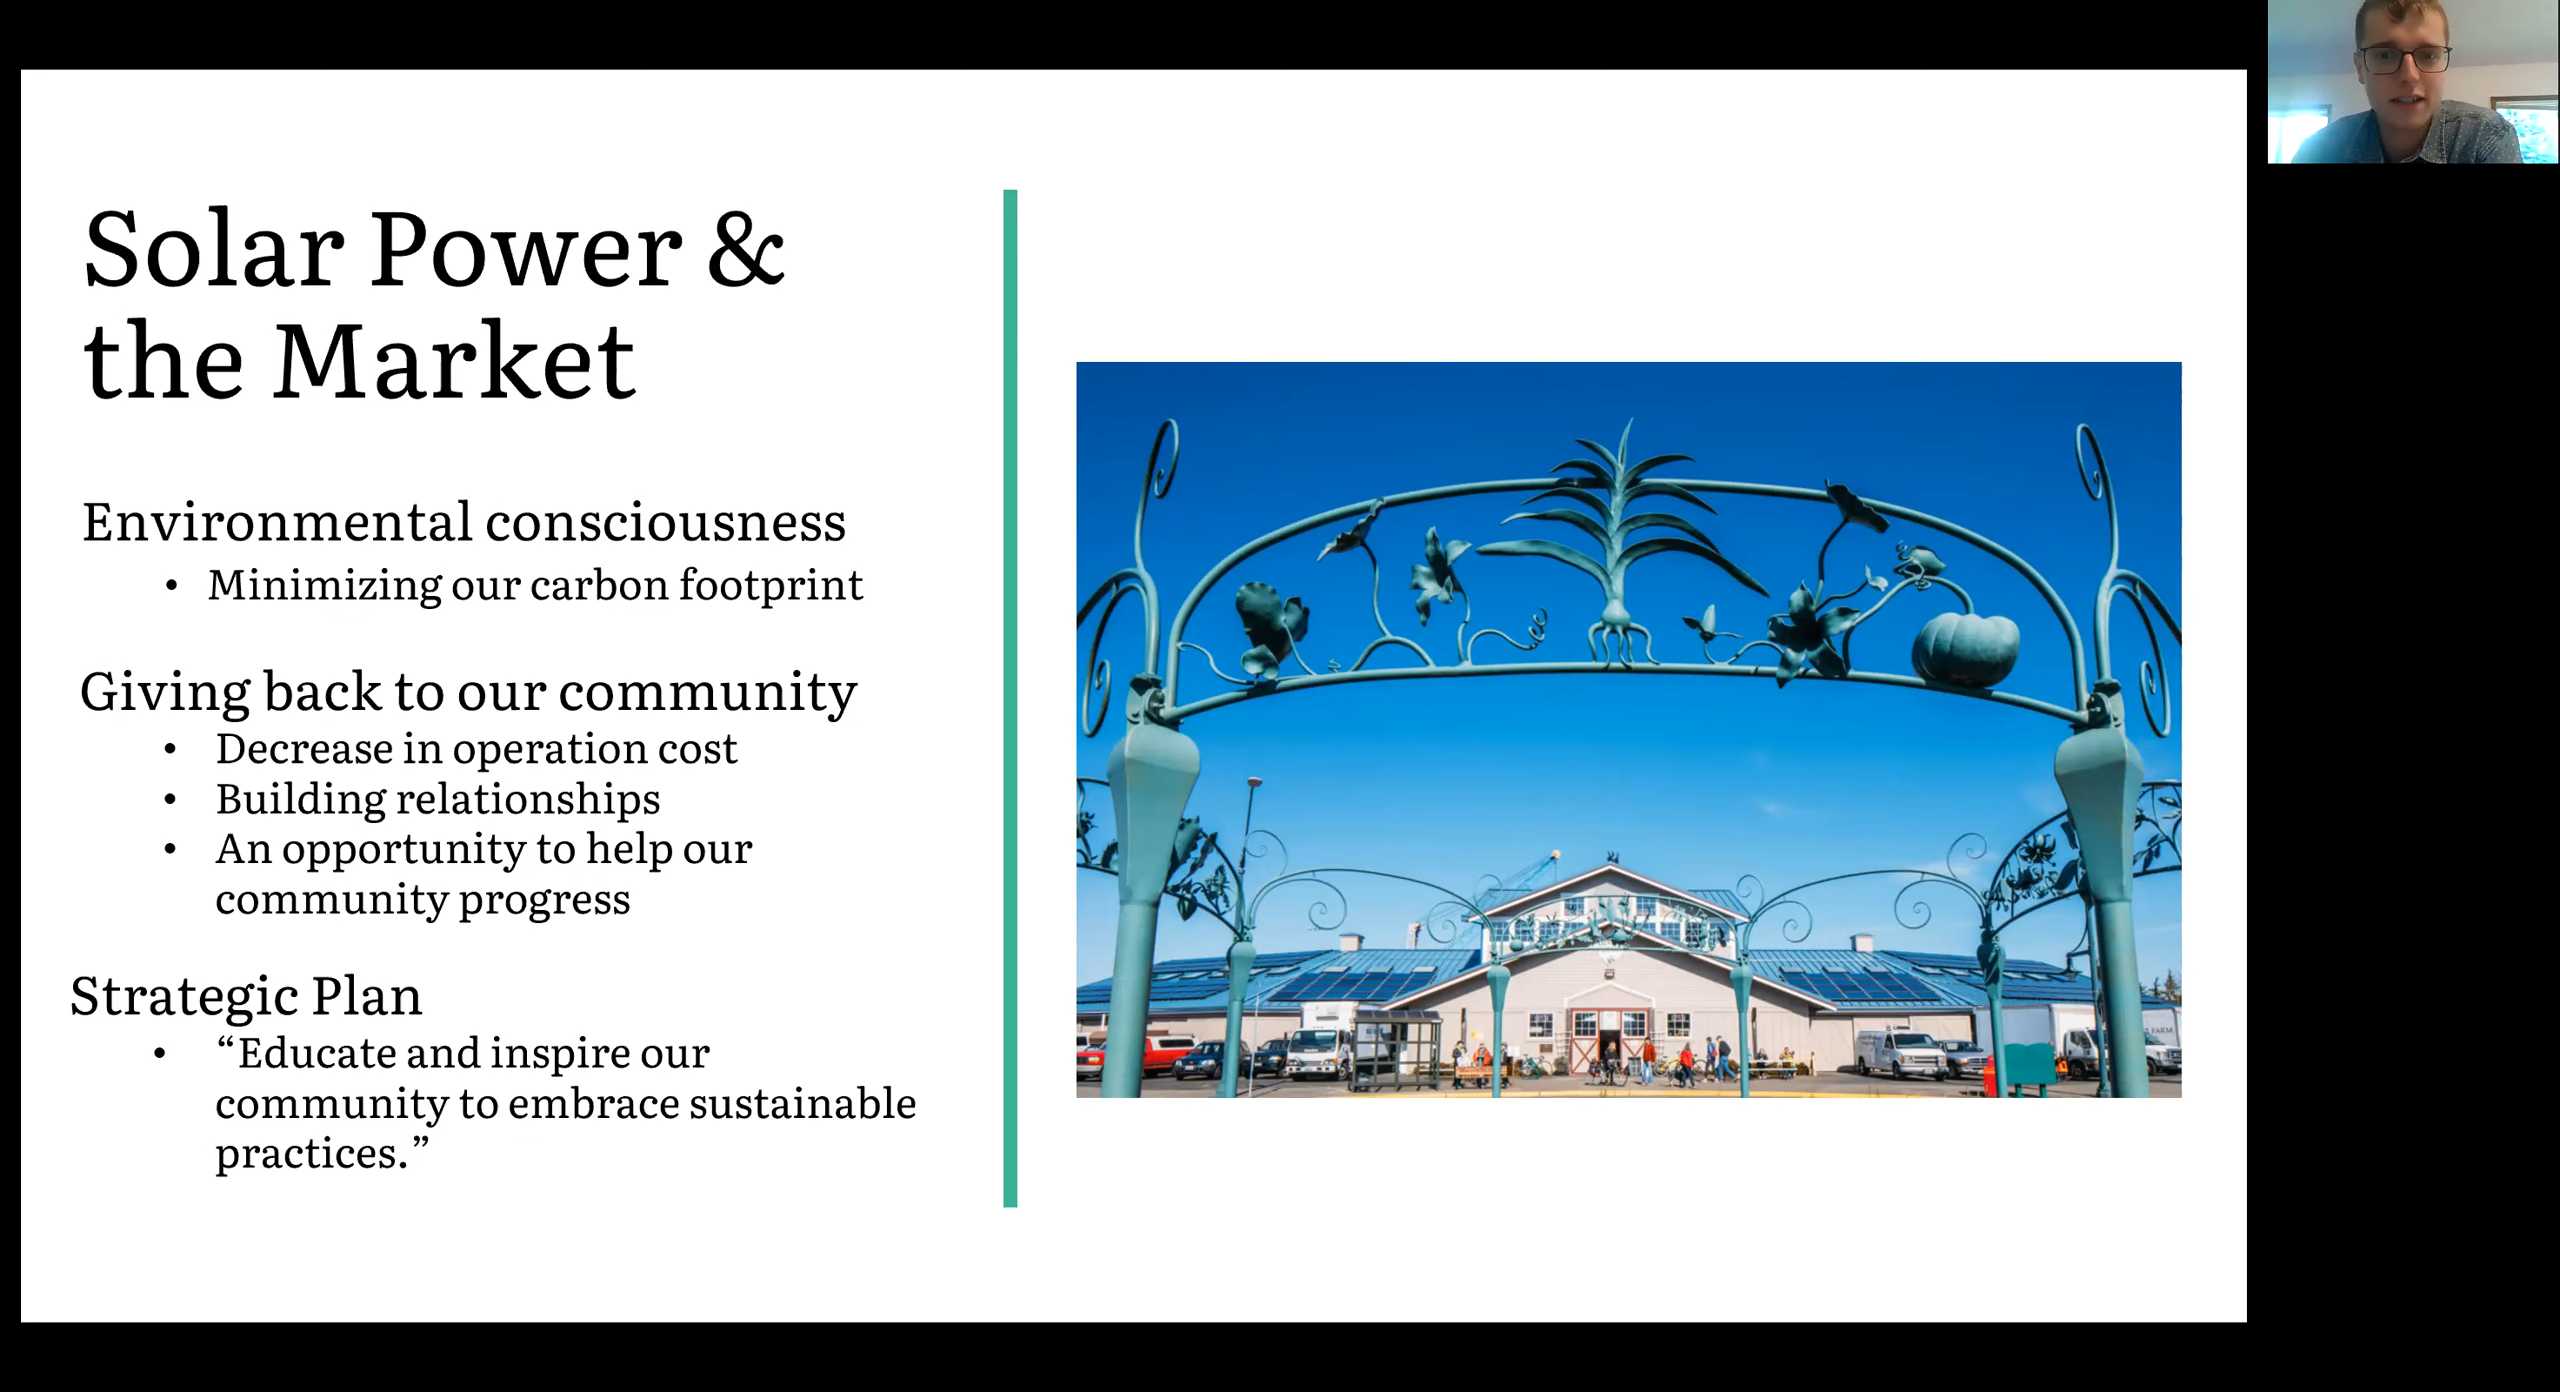 Solar Power &
the Market
Environmental consciousness
• Minimizing our carbon footprint
Giving back to our community
• Decrease in operation cost
• Building relationships
• An opportunity to help our
community progress
Strategic Plan
• “Educate and inspire our
community to embrace sustainable
practices.”
FARM